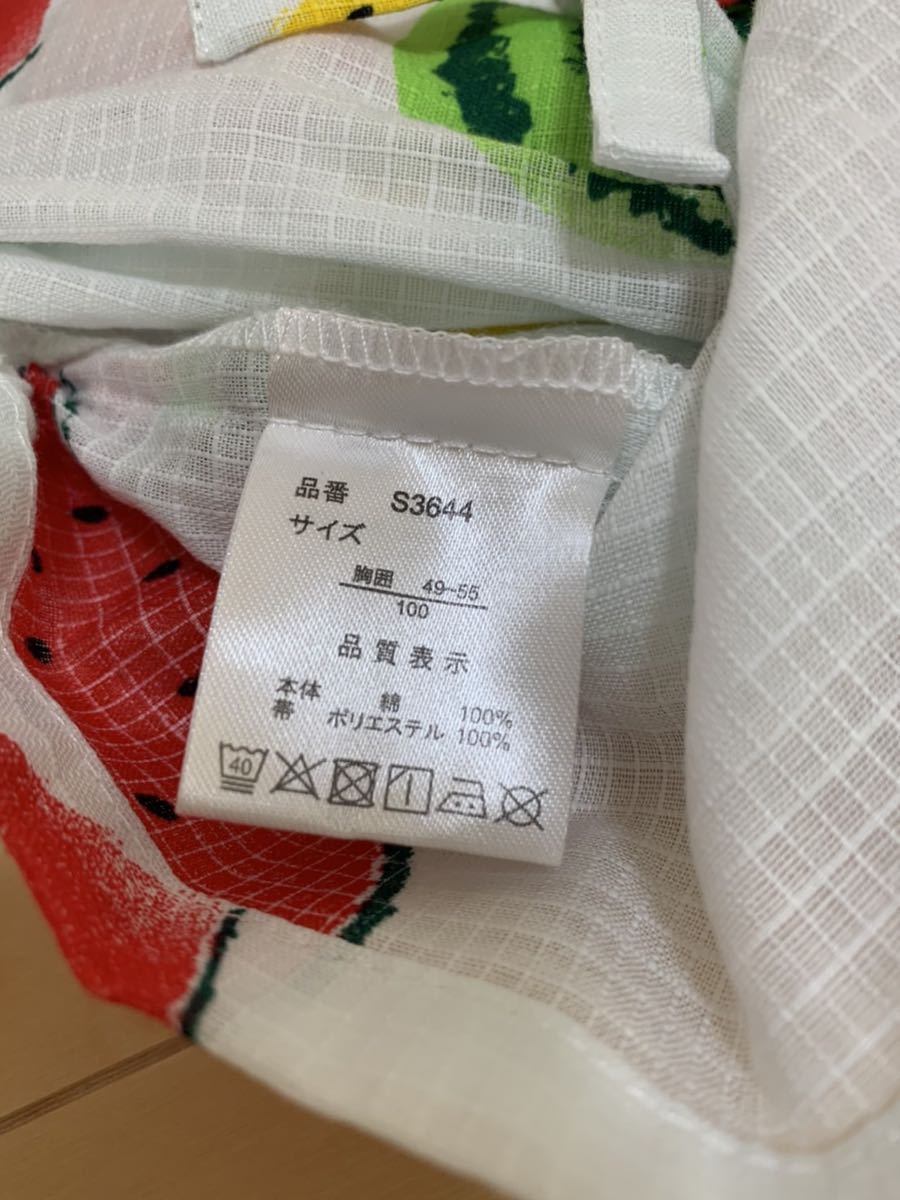 品番 S3644
サイズ
胸囲 49~55
100
品質表示
本体 綿 100%
帯 ポリエステル 100%
40